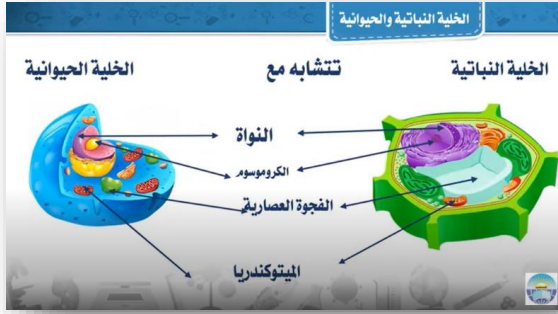 الخلية النباتية والحيوانية
الخلية النباتية
تتشابه مع
الخلية الحيوانية
النواة
الكروموسوم
الفجوة العصارية
الميتوكندريا